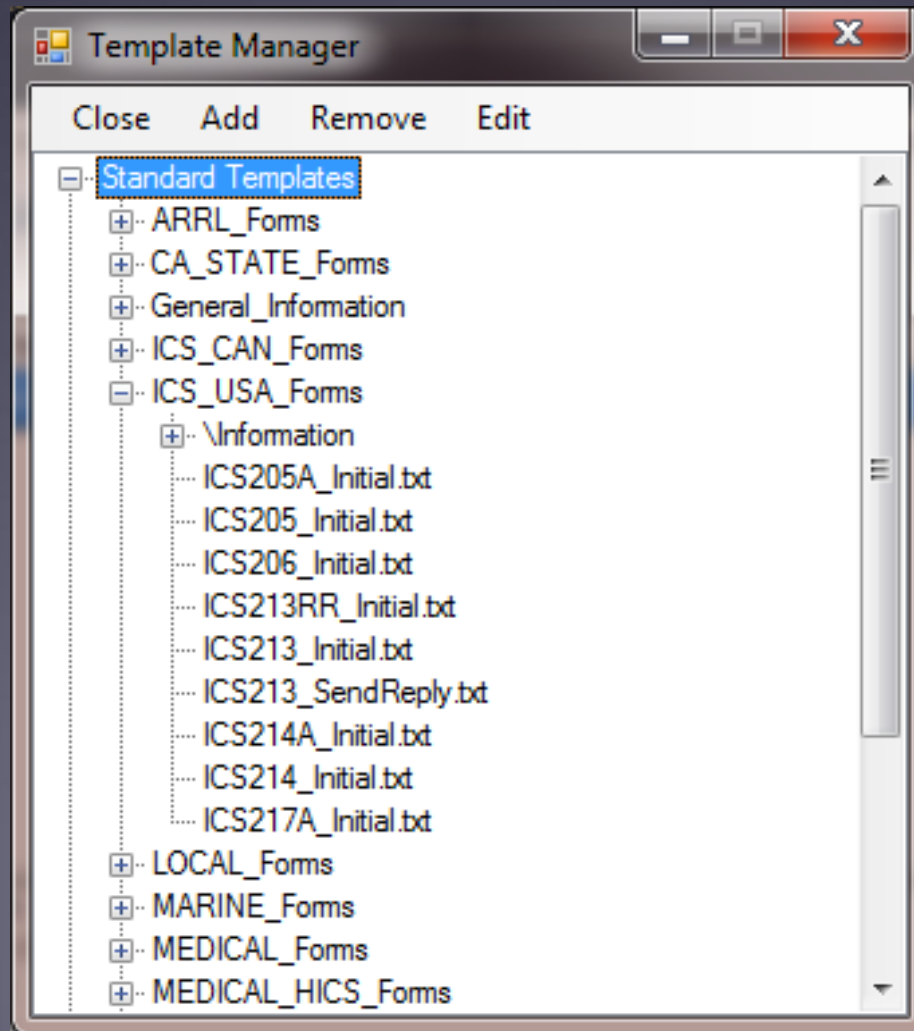 Template Manager
Close Add Remove Edit
Standard Templates
ARRL_Forms
CA_STATE_Forms
General_Information
ICS_CAN_Forms
ICS_USA_Forms
\Information
ICS205A_Initial.txt
ICS205_Initial.txt
ICS206_Initial.txt
ICS213RR_Initial.txt
ICS213_Initial.txt
ICS213_SendReply.txt
ICS214A_Initial.txt
ICS214_Initial.txt
ICS217A_Initial.txt
LOCAL_Forms
MARINE_Forms
MEDICAL_Forms
MEDICAL_HICS_Forms